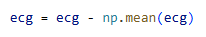 ecg = ecg - np.mean(ecg)